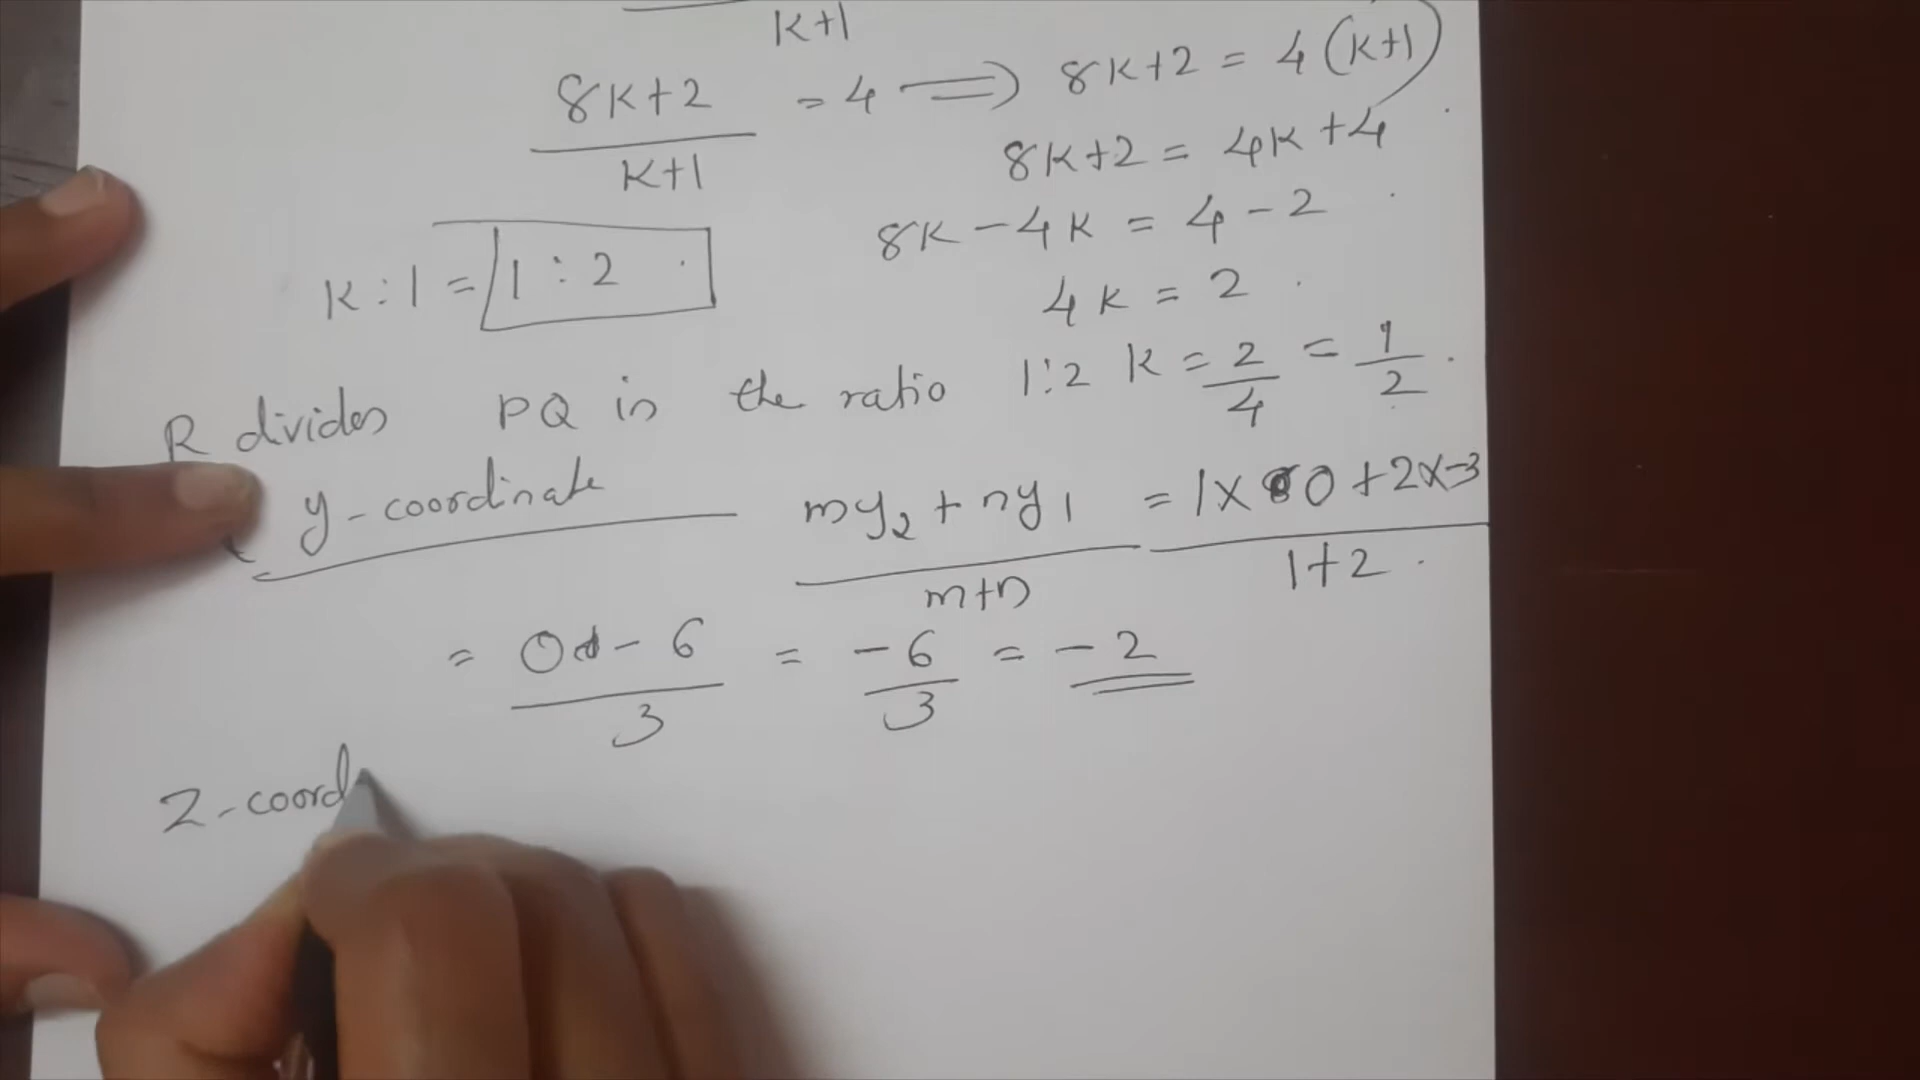 k+1
8k+2 / k+1 = 4 ⟹ 8k+2 = 4(k+1)
8k+2 = 4k+4
8k-4k = 4-2
k:1 = 1:2
4k = 2
k = 2/4 = 1/2
R divides PQ in the ratio 1:2
y-coordinate
my₂+ny₁ / m+n = 1×0+2×-3 / 1+2
= 0+-6 / 3 = -6/3 = -2
Z-coord